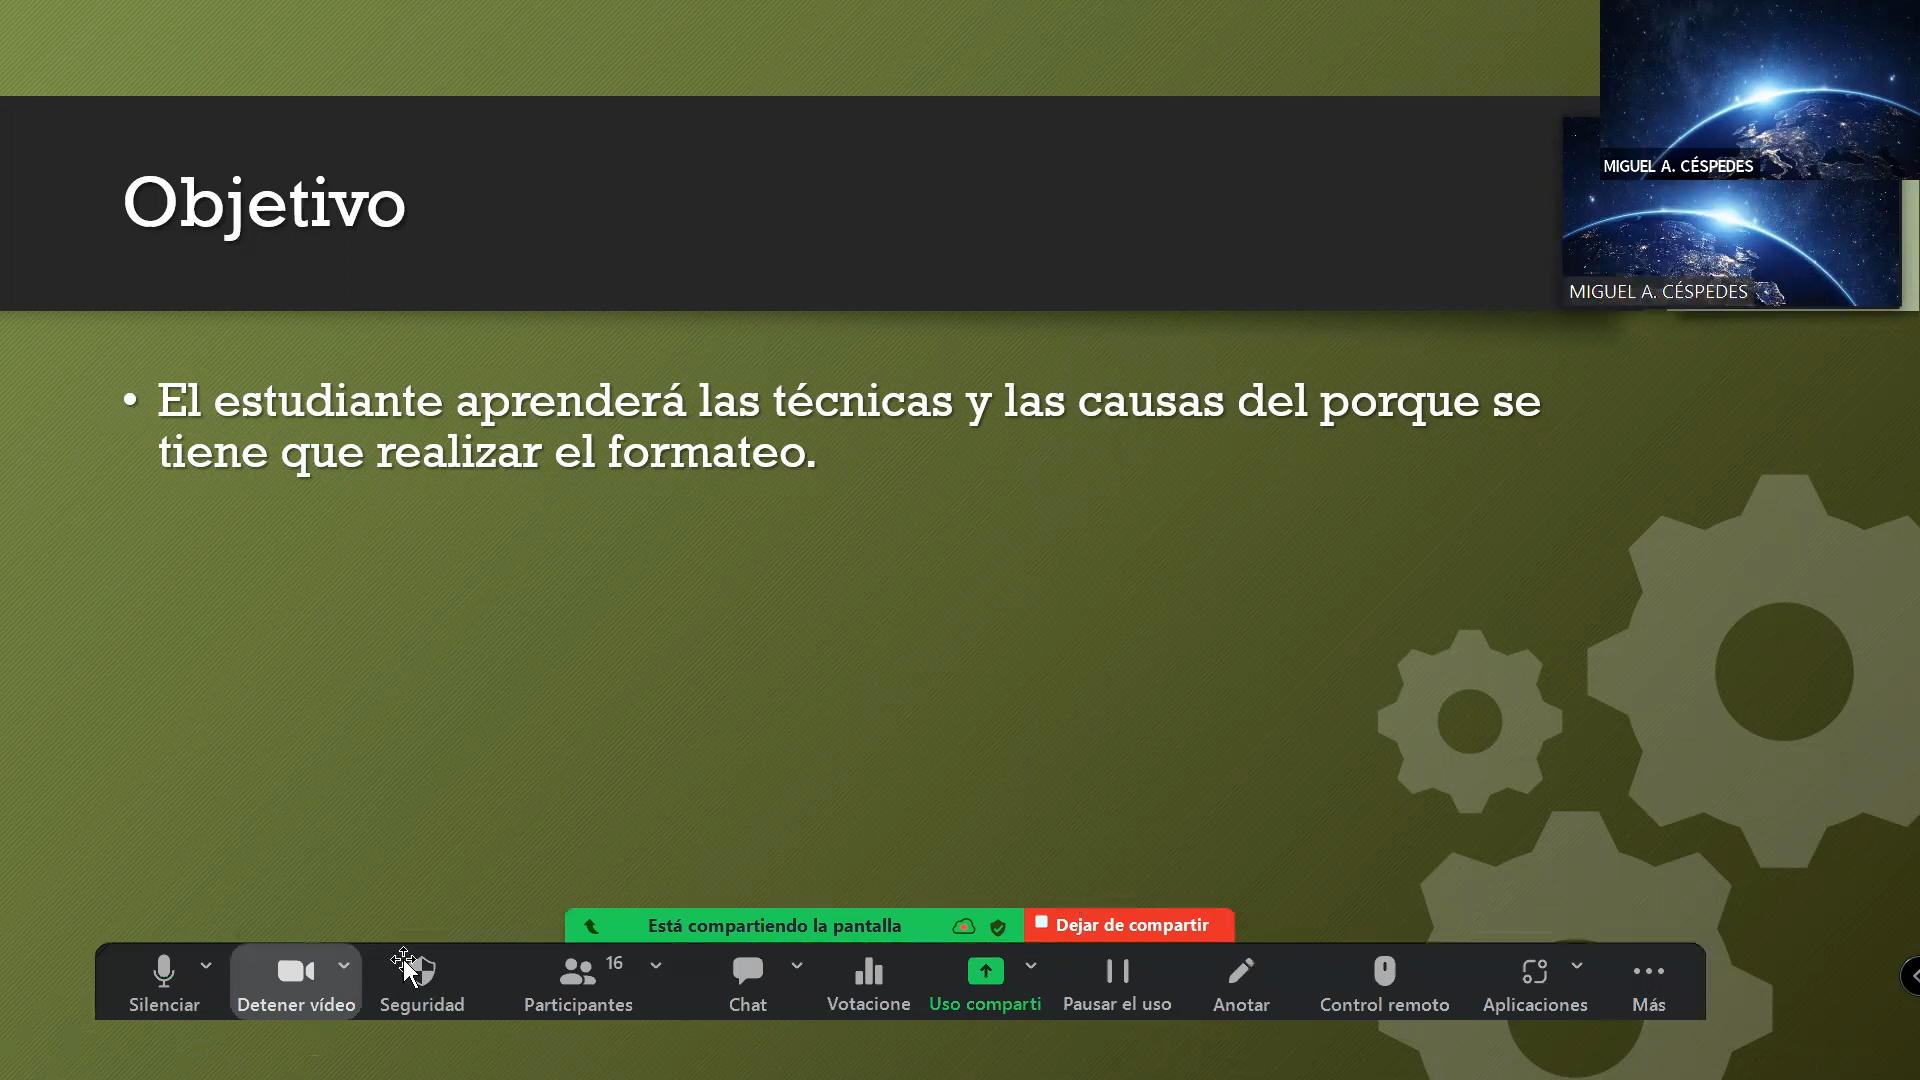 MIGUEL A. CÉSPEDES
Objetivo
MIGUEL A. CÉSPEDES
• El estudiante aprenderá las técnicas y las causas del porque se
tiene que realizar el formateo.
Está compartiendo la pantalla
Dejar de compartir
16
Silenciar
Detener vídeo
Seguridad
Participantes
Chat
Votacione
Uso comparti
Pausar el uso
Anotar
Control remoto
Aplicaciones
Más